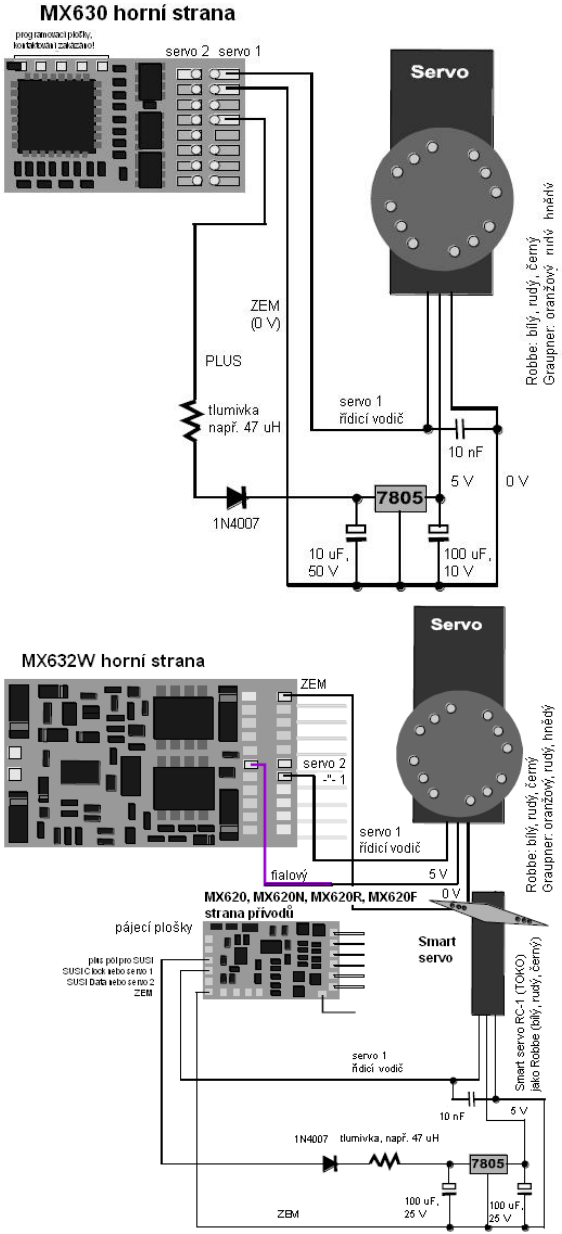 MX630 horní strana
programovací plošky,
kontaktování zakázáno!
servo 2 servo 1
Servo
Robbe: bílý, rudý, černý
Graupner: oranžový rudý hnědý
ZEM
(0 V)
PLUS
tlumivka
např. 47 uH
servo 1
řídicí vodič
10 nF
5 V
0 V
7805
1N4007
10 uF,
50 V
100 uF,
10 V
Servo
MX632W horní strana
ZEM
servo 2
-"- 1
servo 1
řídicí vodič
Robbe: bílý, rudý, černý
Graupner: oranžový, rudý, hnědý
fialový
5 V
0 V
MX620, MX620N, MX620R, MX620F
strana přívodů
pájecí plošky
Smart
servo
plus pól pro SUSI
SUSI Clock nebo servo 1
SUSI Data nebo servo 2
ZEM
Smart servo RC-1 (TOKO)
jako Robbe (bílý, rudý, černý)
servo 1
řídicí vodič
10 nF
5 V
1N4007
tlumivka, např. 47 uH
7805
100 uF,
25 V
100 uF,
25 V
ZEM